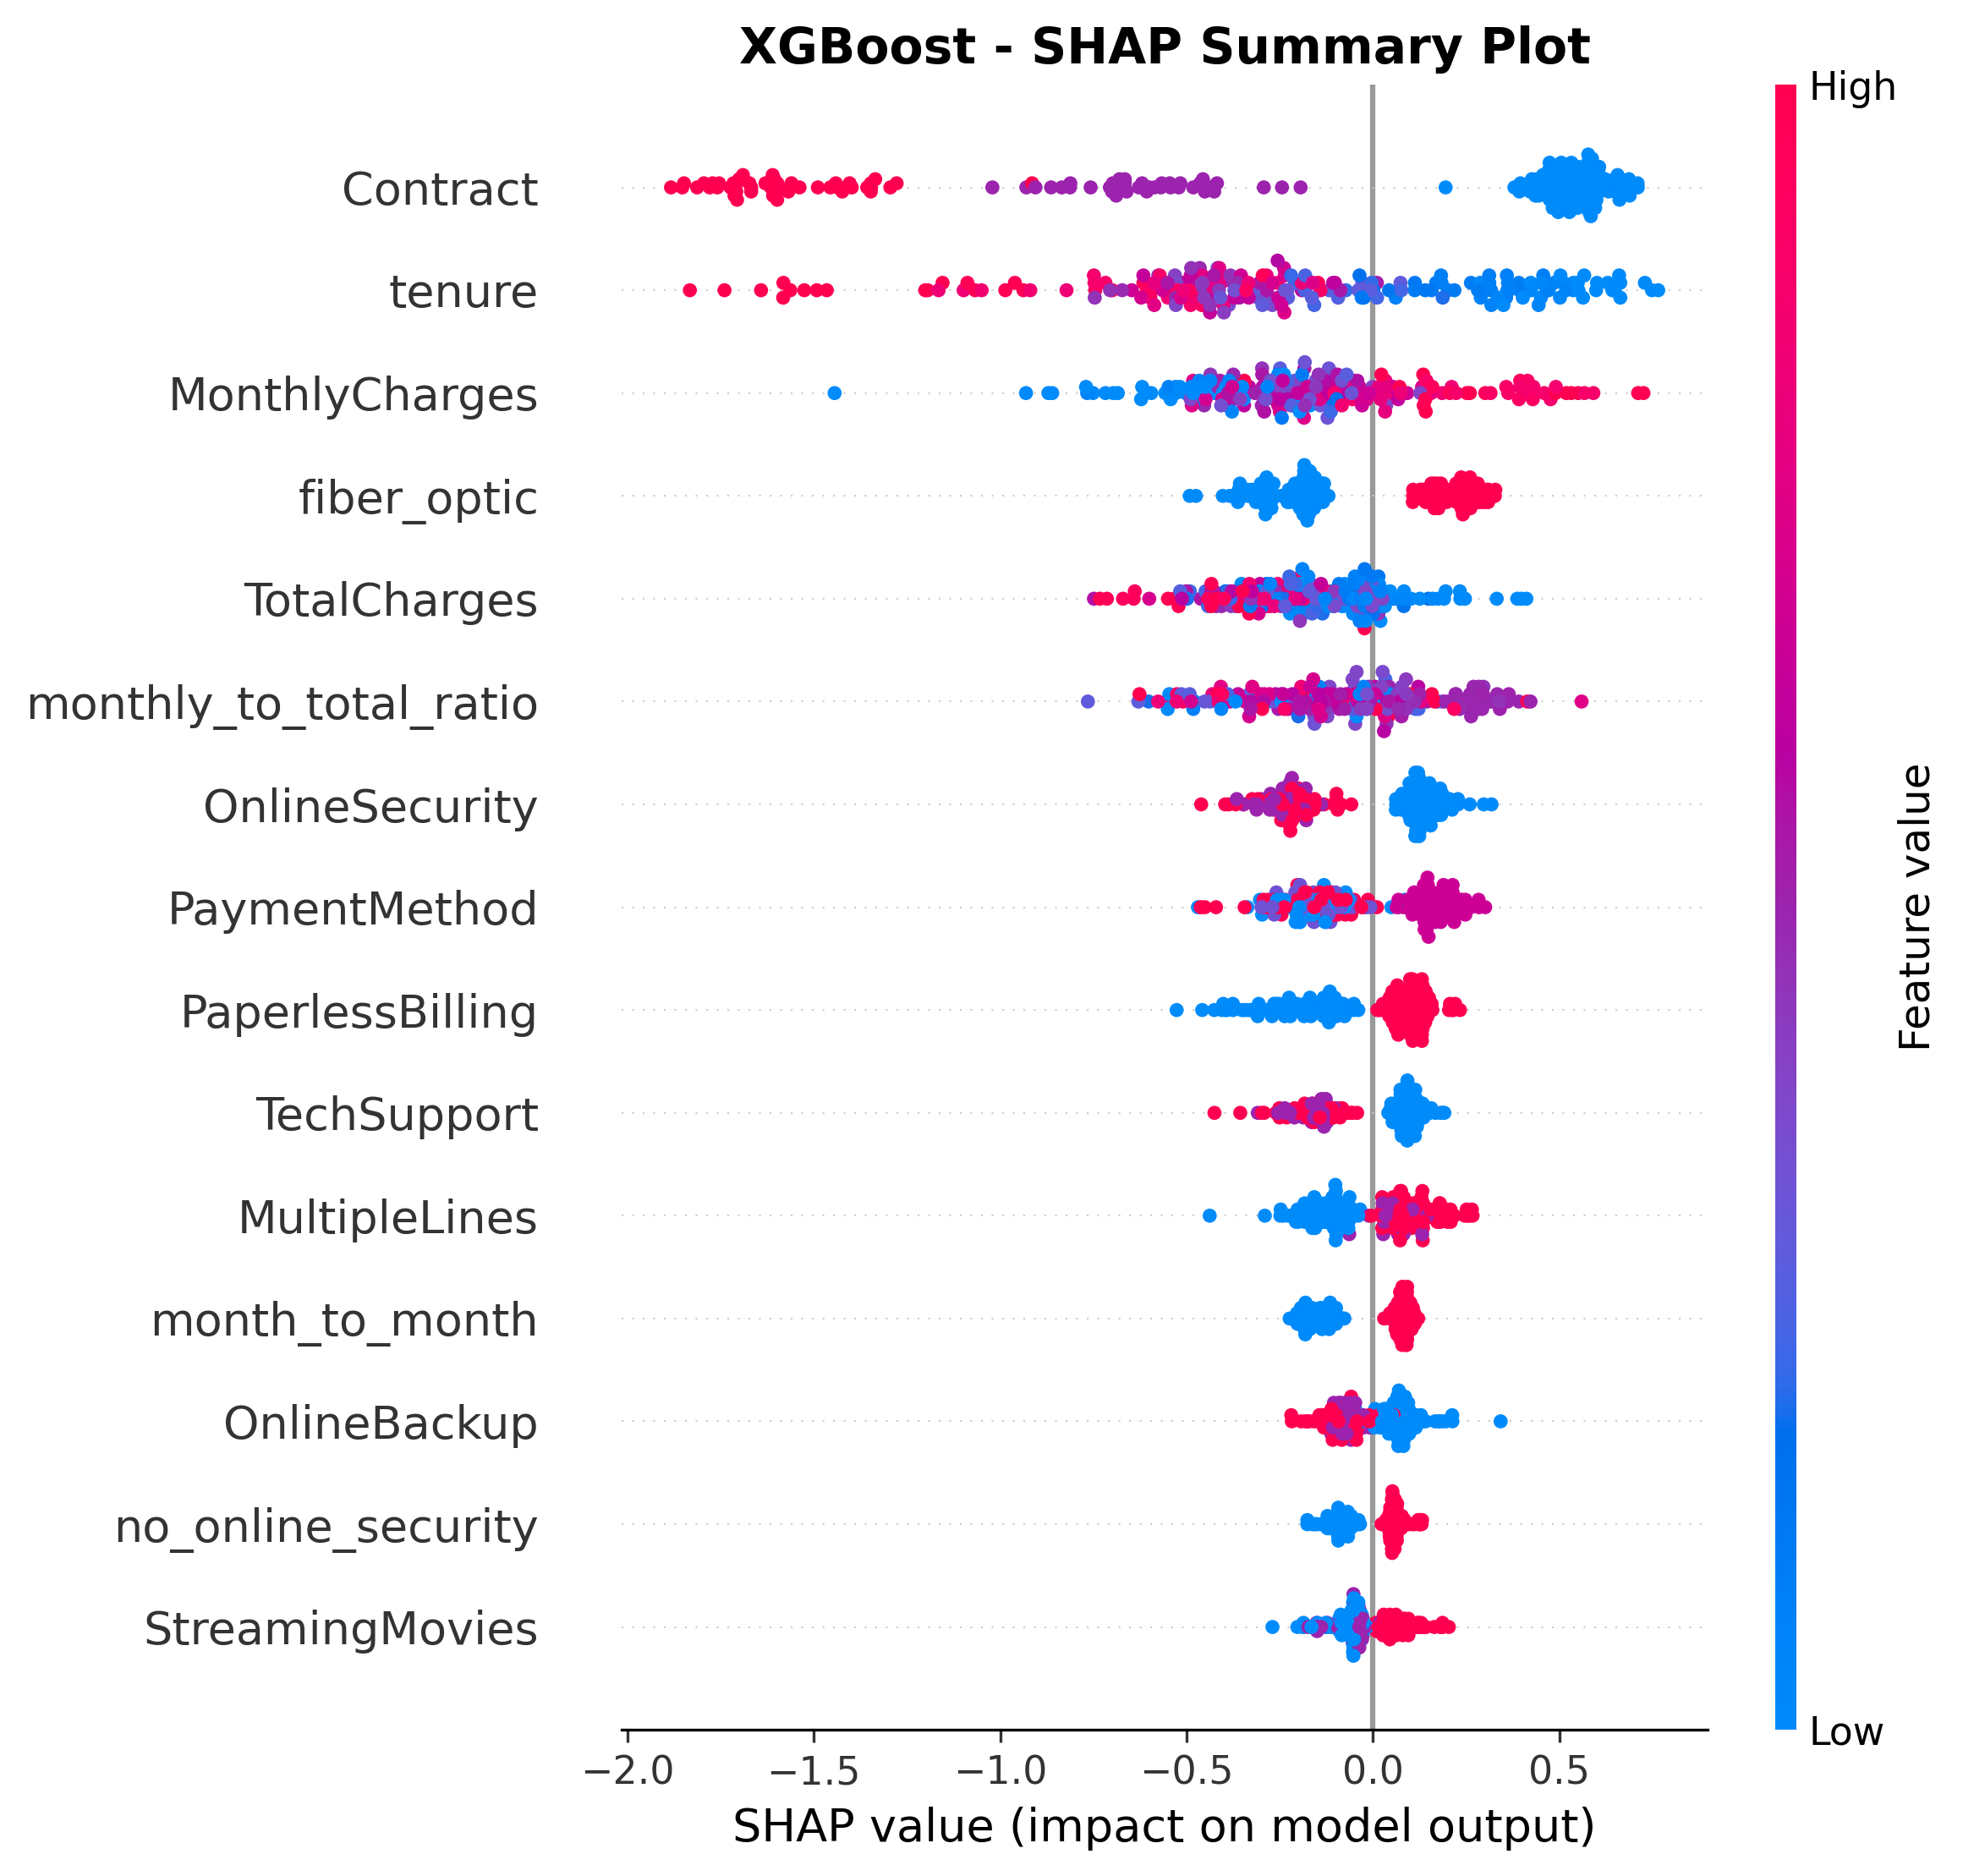 XGBoost - SHAP Summary Plot
High
Contract
tenure
MonthlyCharges
fiber_optic
TotalCharges
monthly_to_total_ratio
OnlineSecurity
PaymentMethod
PaperlessBilling
TechSupport
MultipleLines
month_to_month
OnlineBackup
no_online_security
StreamingMovies
Feature value
Low
−2.0 −1.5 −1.0 −0.5 0.0 0.5
SHAP value (impact on model output)